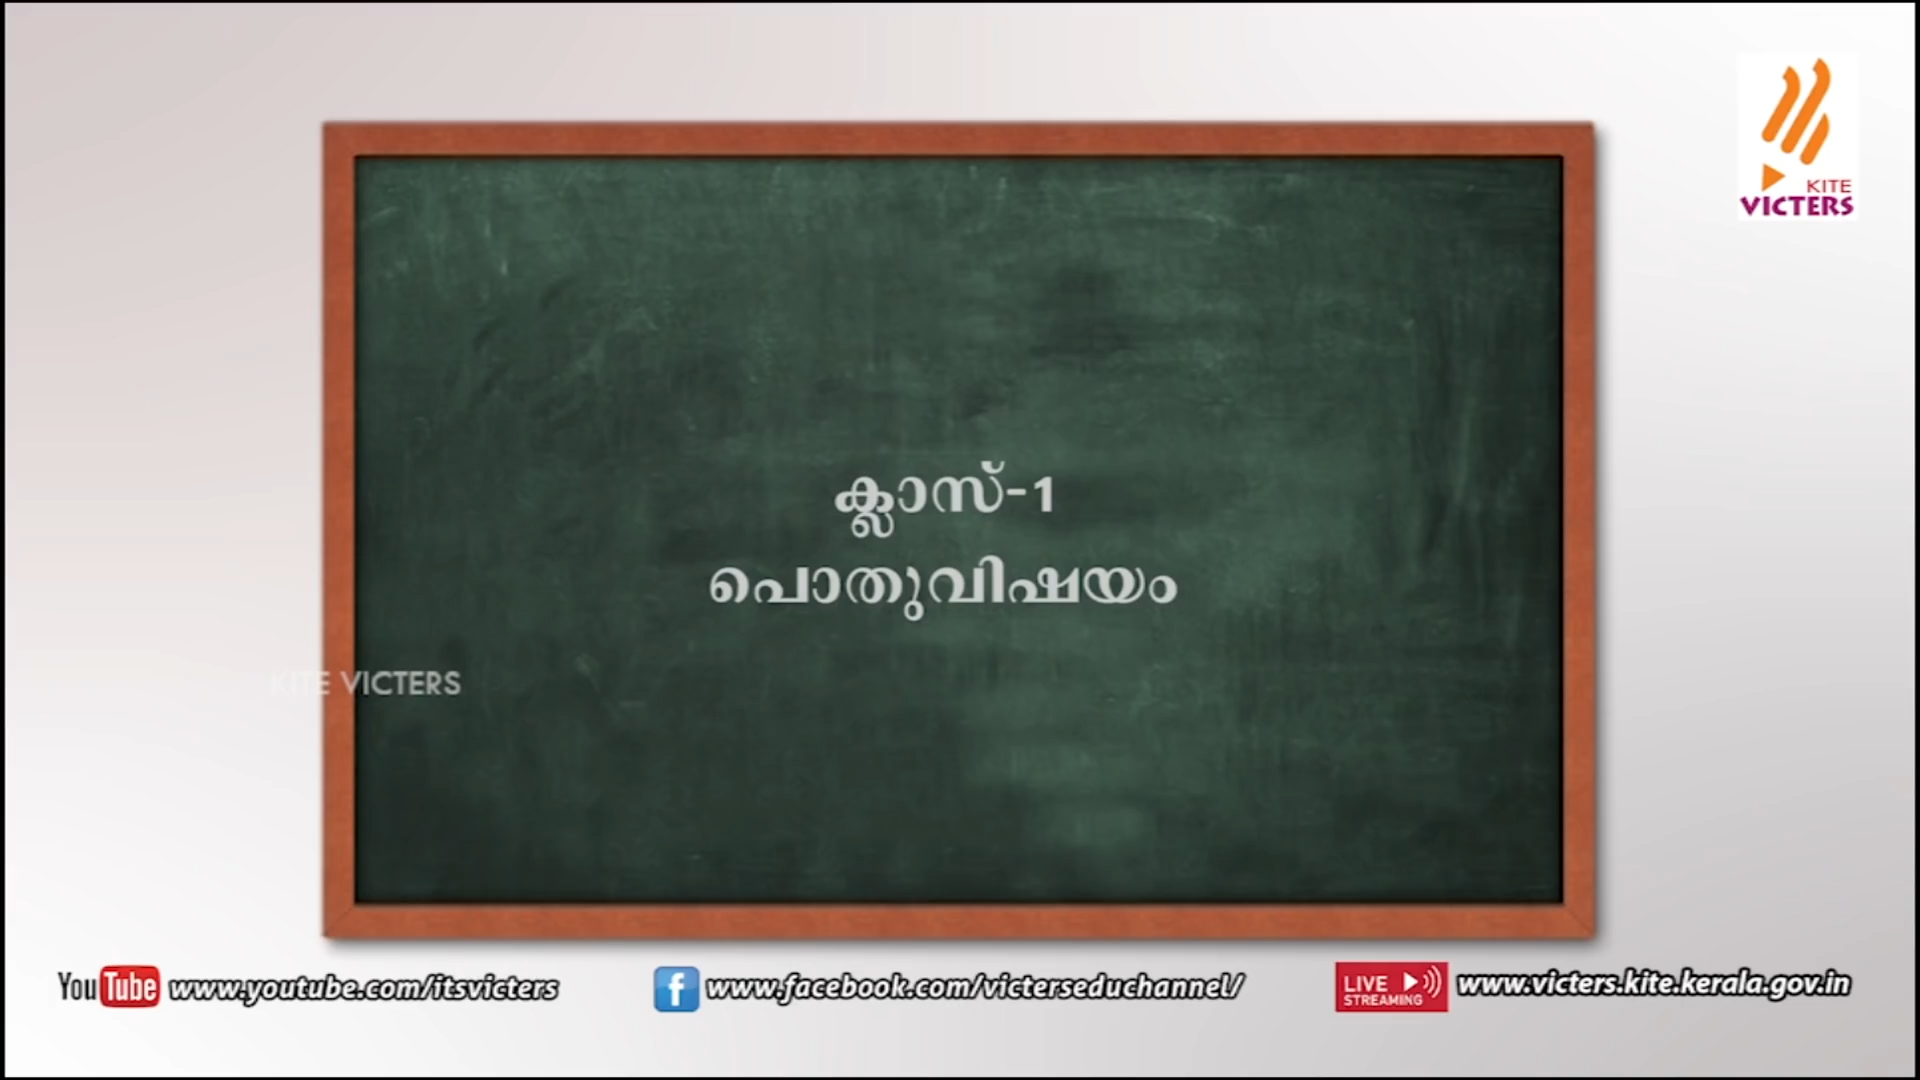 KITE
VICTERS
ക്ലാസ്-1
പൊതുവിഷയം
KITE VICTERS
YouTube www.youtube.com/itsvicters
f www.facebook.com/victerseduchannel/
LIVE STREAMING www.victers.kite.kerala.gov.in